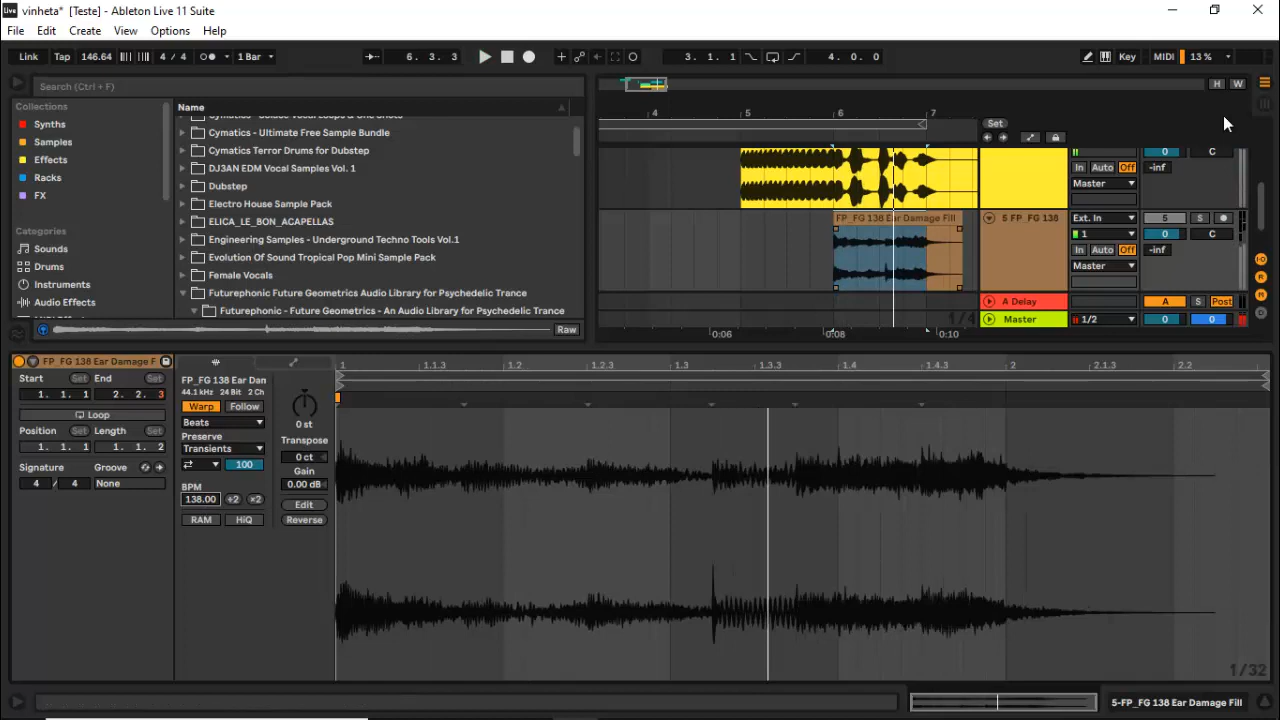 Live vinheta* [Teste] - Ableton Live 11 Suite
File Edit Create View Options Help
Link Tap 146.64 4 / 4 1 Bar 6. 3. 3 3. 1. 1 4. 0. 0 Key MIDI 13 %
Search (Ctrl + F)
H W
Collections
Synths
Samples
Effects
Racks
FX
Categories
Sounds
Drums
Instruments
Audio Effects
Name
Cymatics - Ultimate Free Sample Bundle
Cymatics Terror Drums for Dubstep
DJ3AN EDM Vocal Samples Vol. 1
Dubstep
Electro House Sample Pack
ELICA_LE_BON_ACAPELLAS
Engineering Samples - Underground Techno Tools Vol.1
Evolution Of Sound Tropical Pop Mini Sample Pack
Female Vocals
Futurephonic Future Geometrics Audio Library for Psychedelic Trance
Futurephonic - Future Geometrics - An Audio Library for Psychedelic Trance
Raw
4 5 6 7
Set
0 C
In Auto Off -inf
Master
FP_FG 138 Ear Damage Fill
5 FP FG 138
Ext. In 5 S
1 0 C
In Auto Off -inf
Master
A Delay A S Post
Master 1/2 0 0
1/4
0:06 0:08 0:10
FP_FG 138 Ear Damage F
Start Set End Set
1. 1. 1 2. 2. 3
Loop
Position Set Length Set
1. 1. 1 1. 1. 2
Signature Groove
4 / 4 None
FP_FG 138 Ear Dam
44.1 kHz 24 Bit 2 Ch
Warp Follow
Beats
Preserve
Transients
100
BPM
138.00 ÷2 ×2
RAM HiQ
0 st
Transpose
0 ct
Gain
0.00 dB
Edit
Reverse
1 1.1.3 1.2 1.2.3 1.3 1.3.3 1.4 1.4.3 2 2.1.3 2.2
1/32
5-FP_FG 138 Ear Damage Fill